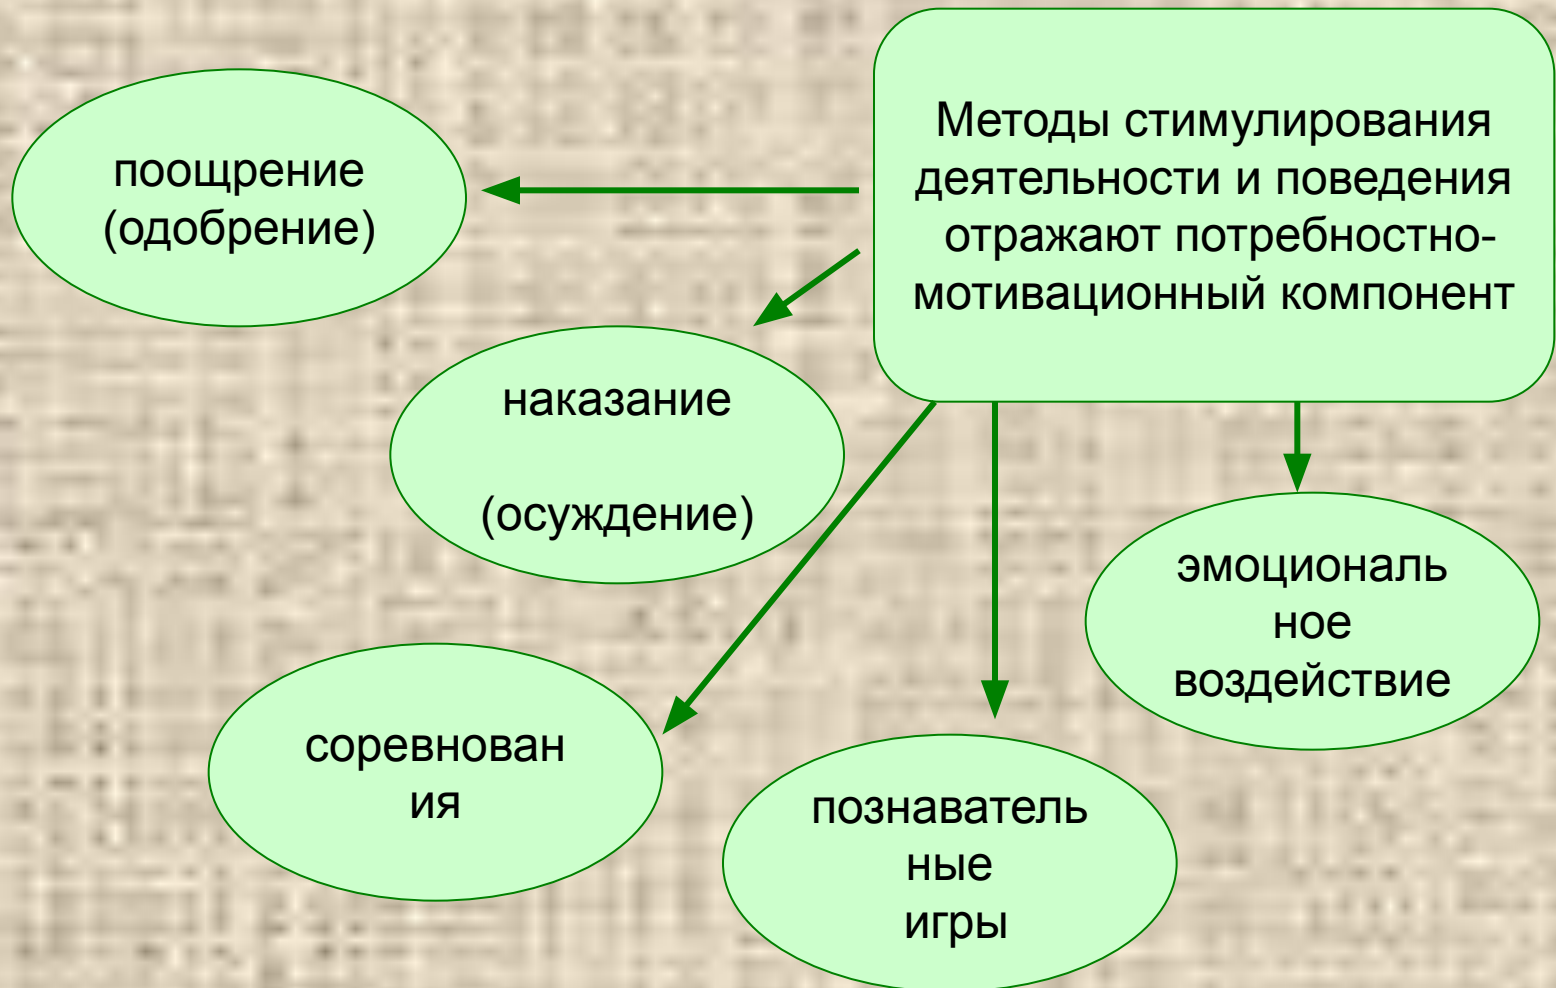 Методы стимулирования
деятельности и поведения
отражают потребностно-
мотивационный компонент
поощрение
(одобрение)
наказание
(осуждение)
соревнован
ия
познаватель
ные
игры
эмоциональ
ное
воздействие